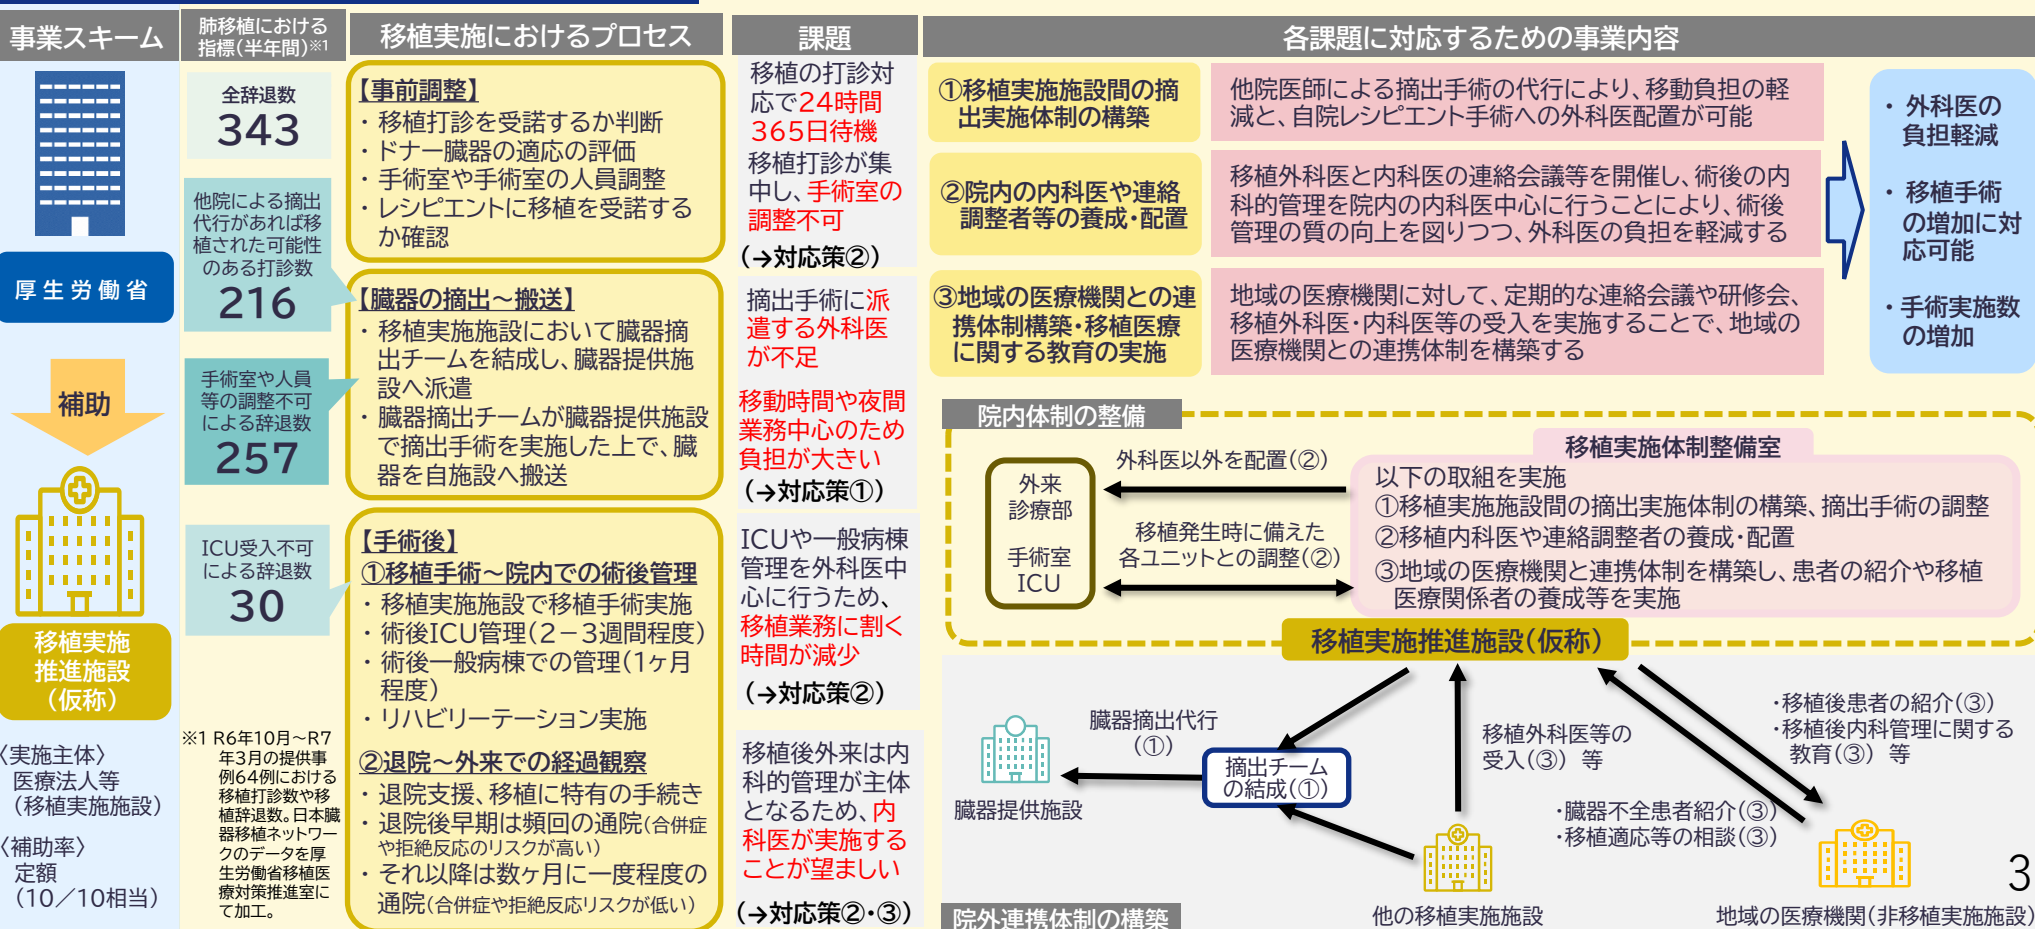 事業スキーム
厚生労働省
補助
移植実施
推進施設
（仮称）
〈実施主体〉
医療法人等
（移植実施施設）
〈補助率〉
定額
（10／10相当）
肺移植における
指標（半年間）※1
全辞退数
343
他院による摘出
代行があれば移
植された可能性
のある打診数
216
手術室や人員
等の調整不可
による辞退数
257
ICU受入不可
による辞退数
30
※1 R6年10月～R7
年3月の提供事
例64例における
移植打診数や移
植辞退数。日本臓
器移植ネットワー
クのデータを厚
生労働省移植医
療対策推進室に
て加工。
移植実施におけるプロセス
【事前調整】
・移植打診を受諾するか判断
・ドナー臓器の適応の評価
・手術室や手術室の人員調整
・レシピエントに移植を受諾する
か確認
【臓器の摘出～搬送】
・移植実施施設において臓器摘
出チームを結成し、臓器提供施
設へ派遣
・臓器摘出チームが臓器提供施設
で摘出手術を実施した上で、臓
器を自施設へ搬送
【手術後】
①移植手術～院内での術後管理
・移植実施施設で移植手術実施
・術後ICU管理（2－3週間程度）
・術後一般病棟での管理（1ヶ月
程度）
・リハビリテーション実施
②退院～外来での経過観察
・退院支援、移植に特有の手続き
・退院後早期は頻回の通院（合併症
や拒絶反応のリスクが高い）
・それ以降は数ヶ月に一度程度の
通院（合併症や拒絶反応リスクが低い）
課題
移植の打診対
応で24時間
365日待機
移植打診が集
中し、手術室の
調整不可
（→対応策②）
摘出手術に派
遣する外科医
が不足
移動時間や夜間
業務中心のため
負担が大きい
（→対応策①）
ICUや一般病棟
管理を外科医中
心に行うため、
移植業務に割く
時間が減少
（→対応策②）
移植後外来は内
科的管理が主体
となるため、内
科医が実施する
ことが望ましい
（→対応策②・③）
各課題に対応するための事業内容
①移植実施施設間の摘
出実施体制の構築
他院医師による摘出手術の代行により、移動負担の軽
減と、自院レシピエント手術への外科医配置が可能
②院内の内科医や連絡
調整者等の養成・配置
移植外科医と内科医の連絡会議等を開催し、術後の内
科的管理を院内の内科医中心に行うことにより、術後
管理の質の向上を図りつつ、外科医の負担を軽減する
③地域の医療機関との連
携体制構築・移植医療
に関する教育の実施
地域の医療機関に対して、定期的な連絡会議や研修会、
移植外科医・内科医等の受入を実施することで、地域の
医療機関との連携体制を構築する
・外科医の
負担軽減
・移植手術
の増加に対
応可能
・手術実施数
の増加
院内体制の整備
外来
診療部
手術室
ICU
外科医以外を配置（②）
移植発生時に備えた
各ユニットとの調整（②）
移植実施体制整備室
以下の取組を実施
①移植実施施設間の摘出実施体制の構築、摘出手術の調整
②移植内科医や連絡調整者の養成・配置
③地域の医療機関と連携体制を構築し、患者の紹介や移植
医療関係者の養成等を実施
移植実施推進施設（仮称）
臓器提供施設
臓器摘出代行
（①）
摘出チーム
の結成（①）
移植外科医等の
受入（③）等
・移植後患者の紹介（③）
・移植後内科管理に関する
教育（③）等
・臓器不全患者紹介（③）
・移植適応等の相談（③）
他の移植実施施設
地域の医療機関（非移植実施施設）
院外連携体制の構築
3